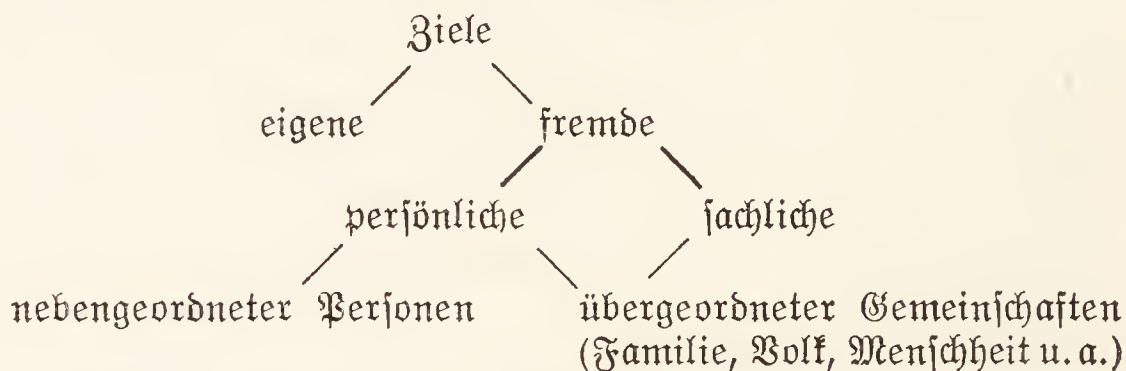 Ziele
eigene fremde
perſönliche ſachliche
nebengeordneter Perſonen übergeordneter Gemeinſchaften
(Familie, Volk, Menſchheit u. a.)